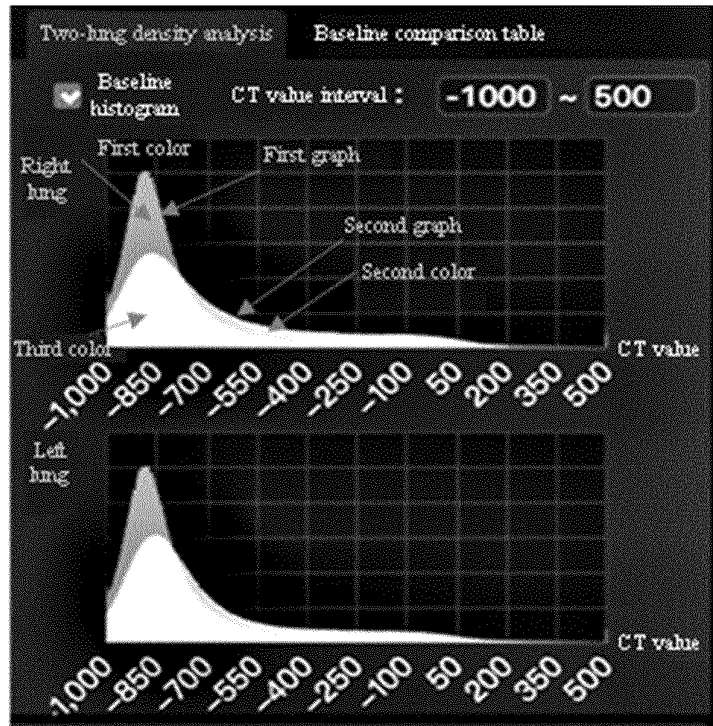 Two-lung density analysis
Baseline comparison table
Baseline
histogram
CT value interval :
-1000 ~ 500
First color
First graph
Right
lung
Second graph
Second color
Third color
CT value
-1,000 -850 -700 -550 -400 -250 -100 50 200 350 500
Left
lung
CT value
-1,000 -850 -700 -550 -400 -250 -100 50 200 350 500